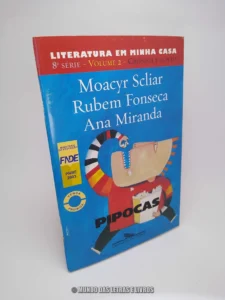 LITERATURA EM MINHA CASA
8ª SÉRIE - VOLUME 2 -
Moacyr Scliar
Rubem Fonseca
Ana Miranda
FNDE
PIPOCAS
MUNDO DAS LETRAS E LIVROS